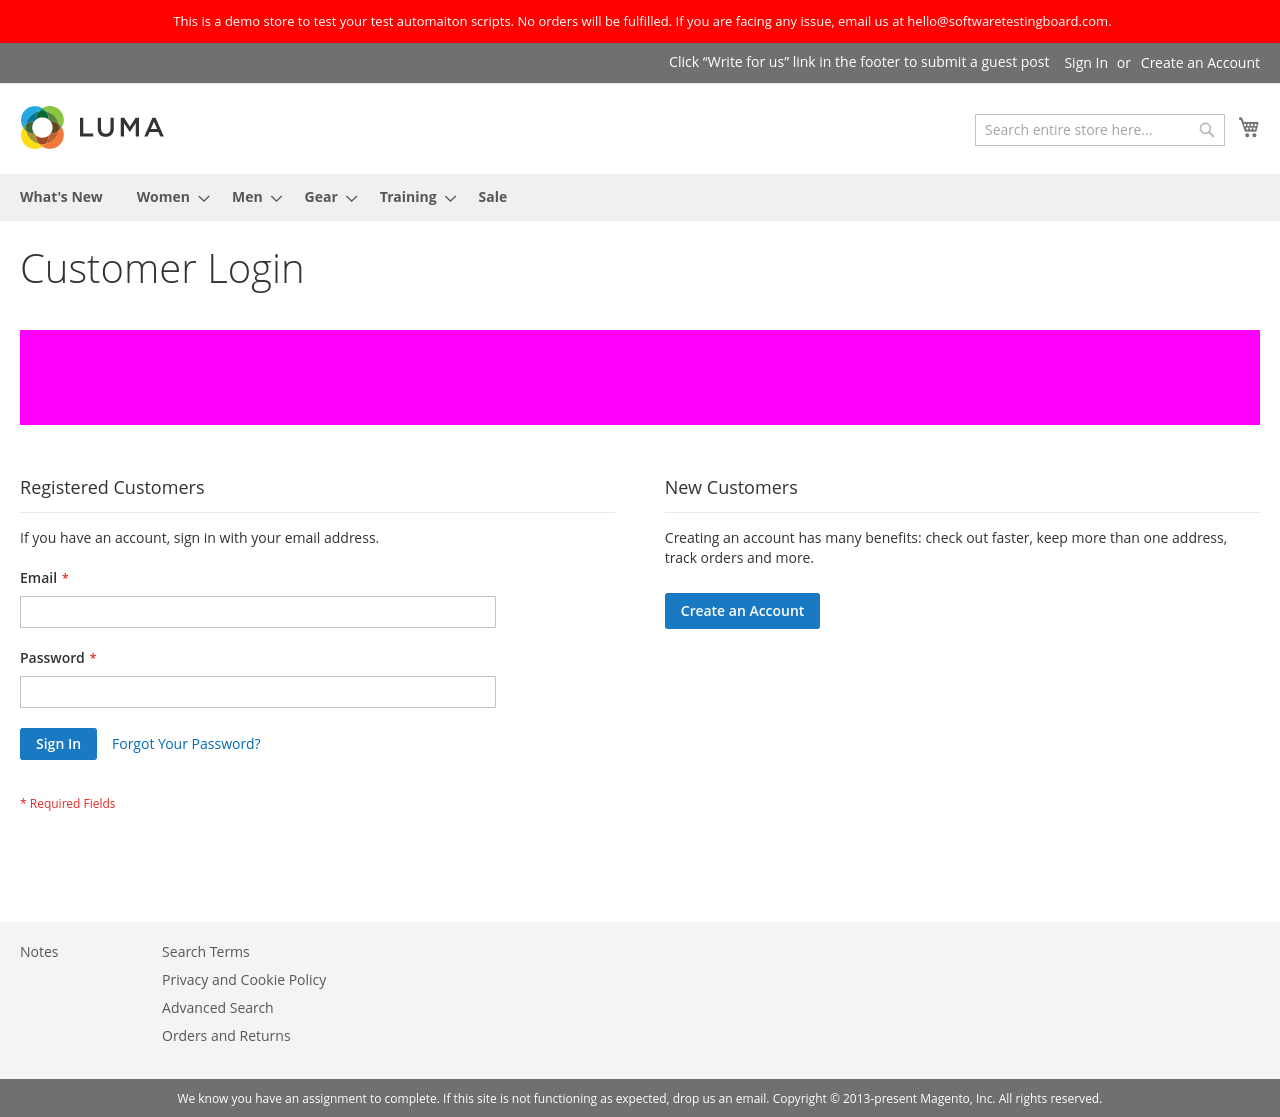 This is a demo store to test your test automaiton scripts. No orders will be fulfilled. If you are facing any issue, email us at hello@softwaretestingboard.com.
Click “Write for us” link in the footer to submit a guest post Sign In or Create an Account
LUMA
Search entire store here...
What's New Women Men Gear Training Sale
Customer Login
Registered Customers
If you have an account, sign in with your email address.
Email *
Password *
Sign In Forgot Your Password?
* Required Fields
New Customers
Creating an account has many benefits: check out faster, keep more than one address,
track orders and more.
Create an Account
Notes
Search Terms
Privacy and Cookie Policy
Advanced Search
Orders and Returns
We know you have an assignment to complete. If this site is not functioning as expected, drop us an email. Copyright © 2013-present Magento, Inc. All rights reserved.